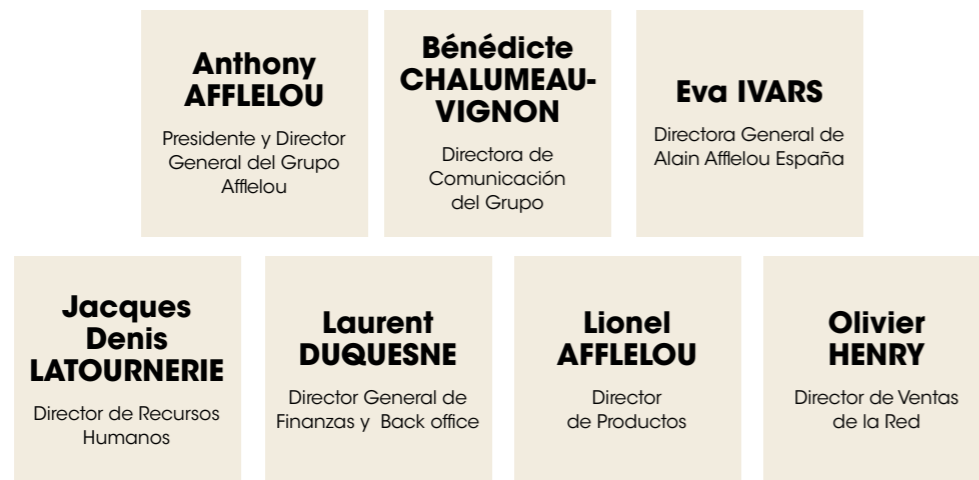 Anthony
AFFLELOU
Presidente y Director
General del Grupo
Afflelou
Bénédicte
CHALUMEAU-
VIGNON
Directora de
Comunicación
del Grupo
Eva IVARS
Directora General de
Alain Afflelou España
Jacques
Denis
LATOURNERIE
Director de Recursos
Humanos
Laurent
DUQUESNE
Director General de
Finanzas y Back office
Lionel
AFFLELOU
Director
de Productos
Olivier
HENRY
Director de Ventas
de la Red